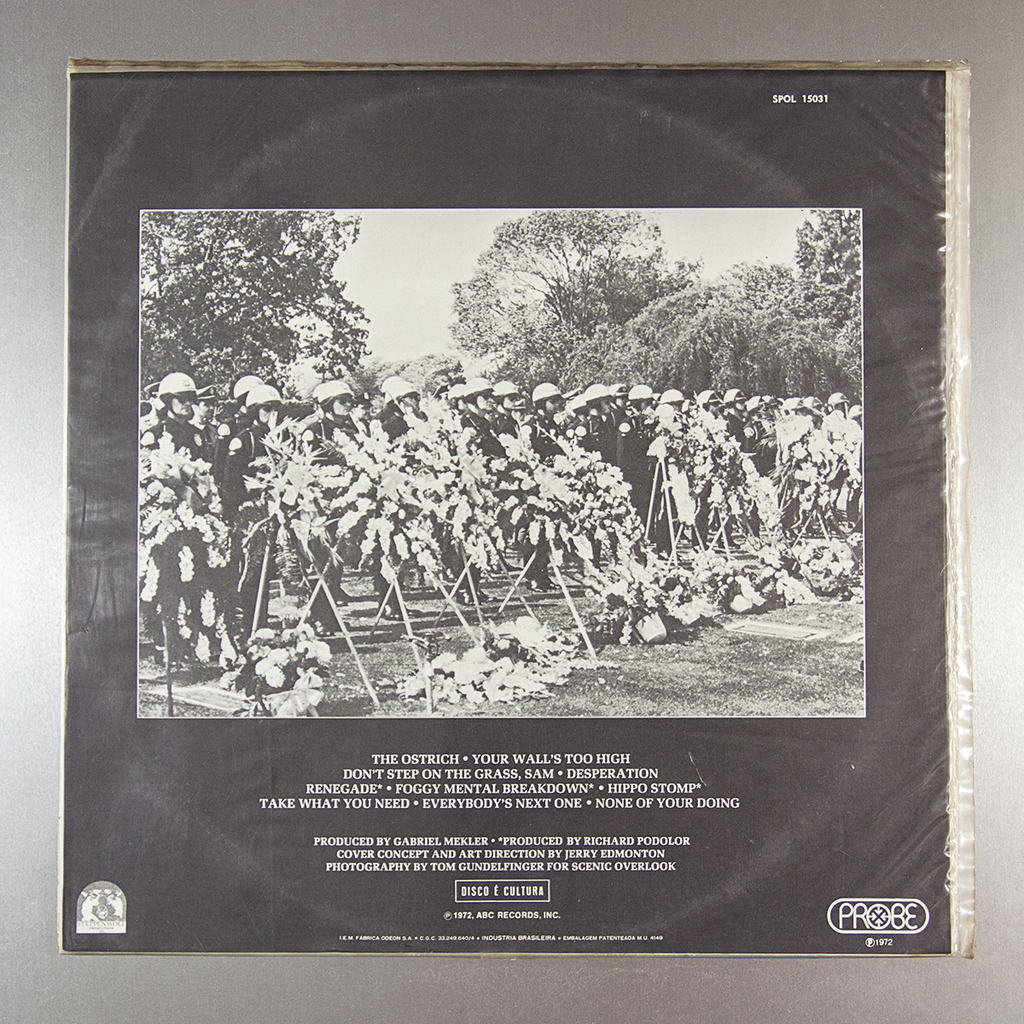 SPOL 15031
THE OSTRICH • YOUR WALL'S TOO HIGH
DON'T STEP ON THE GRASS, SAM • DESPERATION
RENEGADE* • FOGGY MENTAL BREAKDOWN* • HIPPO STOMP*
TAKE WHAT YOU NEED • EVERYBODY'S NEXT ONE • NONE OF YOUR DOING
PRODUCED BY GABRIEL MEKLER • *PRODUCED BY RICHARD PODOLOR
COVER CONCEPT AND ART DIRECTION BY JERRY EDMONTON
PHOTOGRAPHY BY TOM GUNDELFINGER FOR SCENIC OVERLOOK
DISCO É CULTURA
℗ 1972, ABC RECORDS, INC.
I.E.M. FÁBRICA ODEON S.A. • C.G.C. 33.249.640/4 • INDUSTRIA BRASILEIRA • EMBALAGEM PATENTEADA M.U. 4149
STEPPENWOLF
PROBE
℗1972